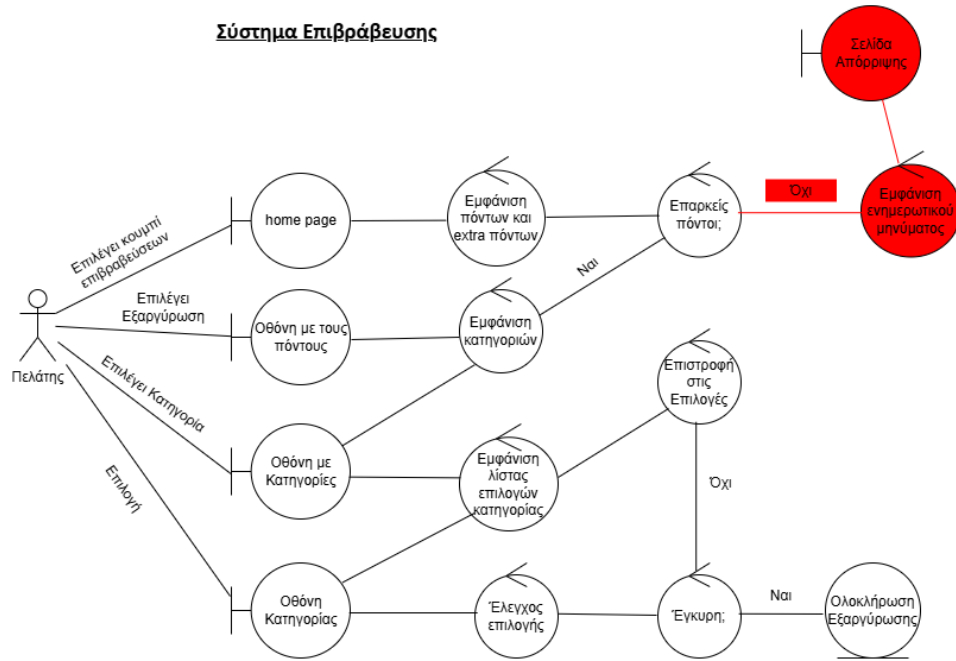 Σύστημα Επιβράβευσης
Σελίδα
Απόρριψης
Επιλέγει κουμπί
επιβραβεύσεων
home page
Εμφάνιση
πόντων και
extra πόντων
Επαρκείς
πόντοι;
Όχι
Εμφάνιση
ενημερωτικού
μηνύματος
Ναι
Επιλέγει
Εξαργύρωση
Οθόνη με τους
πόντους
Εμφάνιση
κατηγοριών
Πελάτης
Επιλέγει Κατηγορία
Επιστροφή
στις
Επιλογές
Οθόνη με
Κατηγορίες
Εμφάνιση
λίστας
επιλογών
κατηγορίας
Όχι
Επιλογή
Οθόνη
Κατηγορίας
Έλεγχος
επιλογής
Έγκυρη;
Ναι
Ολοκλήρωση
Εξαργύρωσης